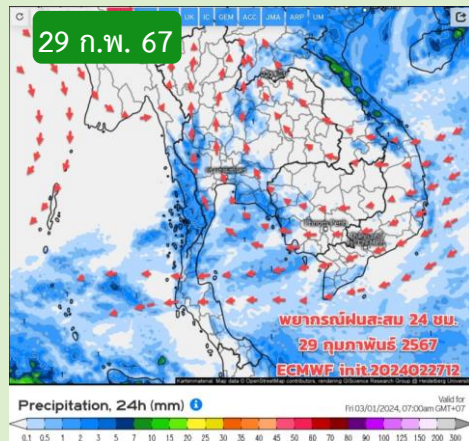 UK IC GEM ACC JMA ARP UM
29 ก.พ. 67
พยากรณ์ฝนสะสม 24 ชม.
29 กุมภาพันธ์ 2567
ECMWF init.2024022712
Precipitation, 24h (mm)
Valid for
Fri 03/01/2024, 07:00am GMT+07
0.1 0.5 1 2 3 5 7 10 15 20 25 30 35 40 45 50 60 70 80 90 100 125 150 200 300